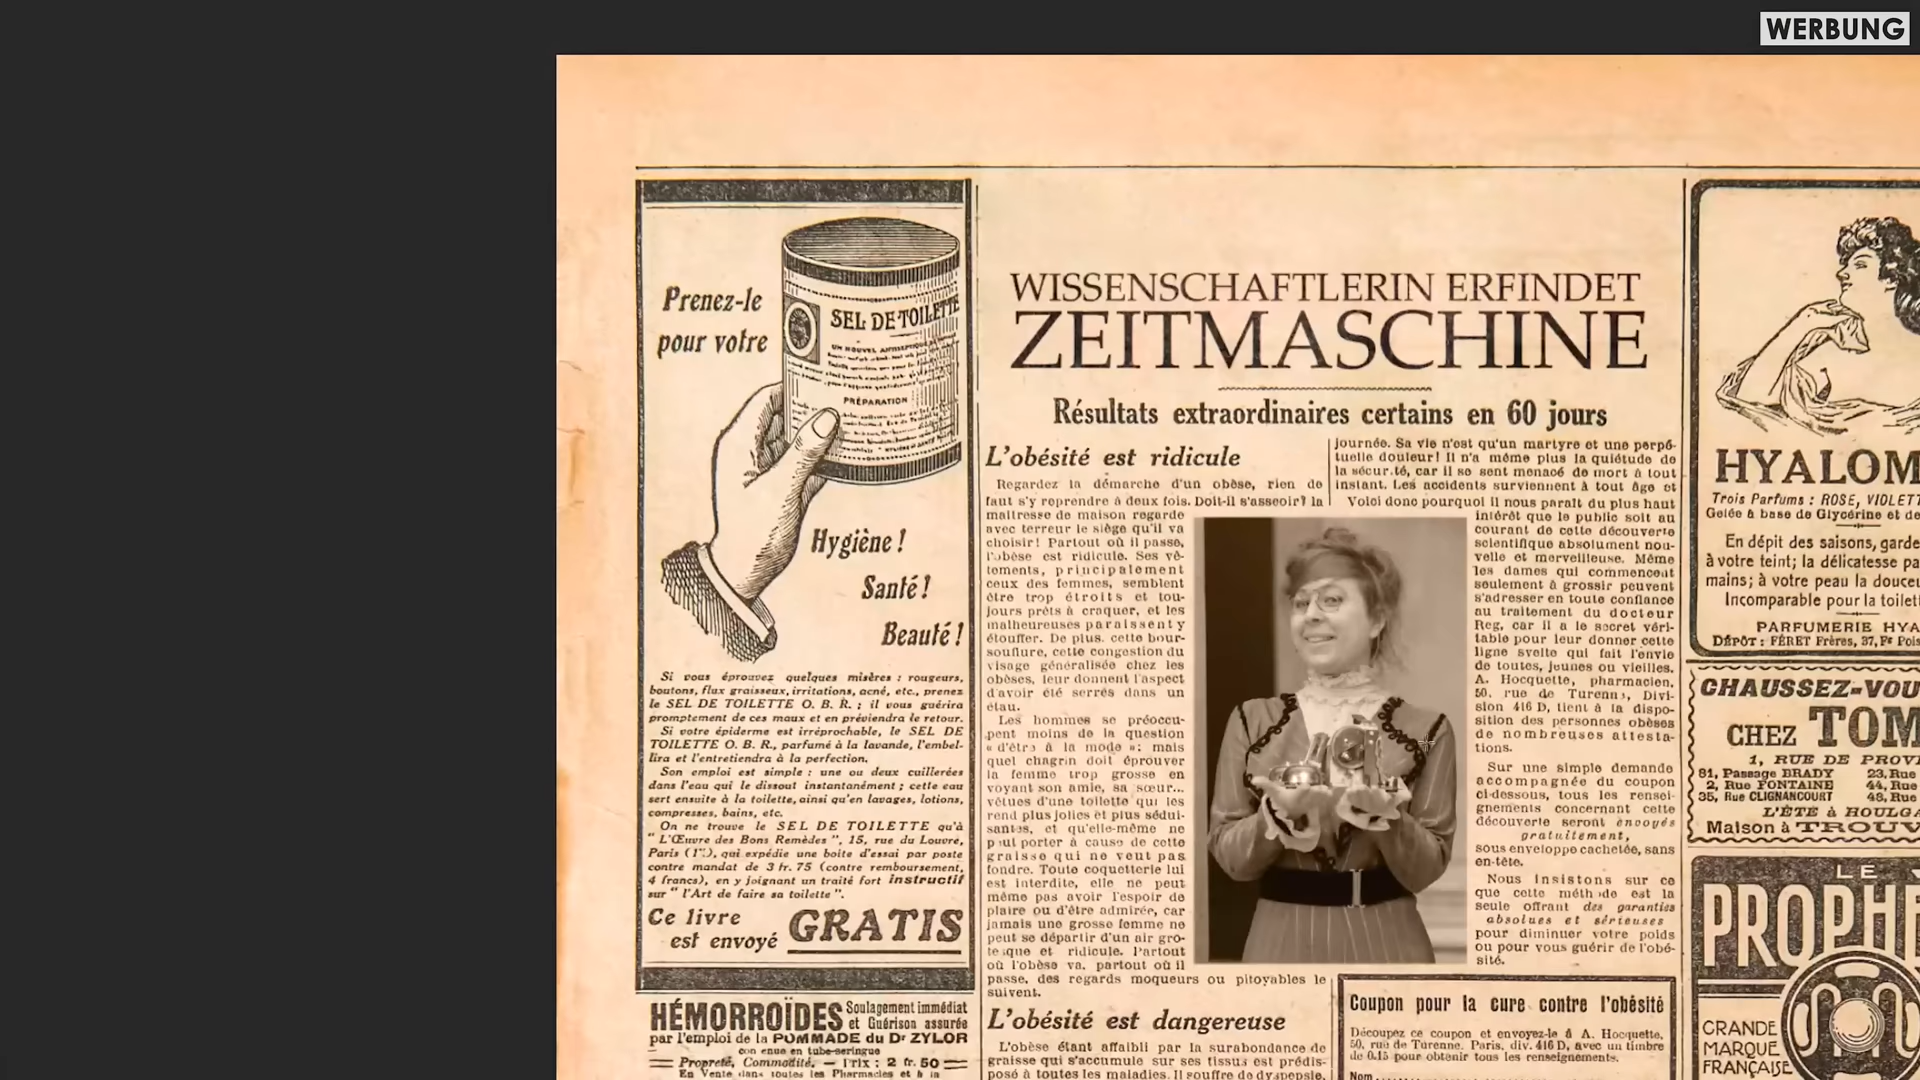 WERBUNG
Prenez-le
pour votre
SEL DE TOILETTE
PRÉPARATION
Hygiène !
Santé !
Beauté !
Si vous éprouvez quelques misères : rougeurs,
boutons, flux graisseux, irritations, acné, etc., prenez
le SEL DE TOILETTE O. B. R. ; il vous guérira
promptement de ces maux et en préviendra le retour.
Si votre épiderme est irréprochable, le SEL DE
TOILETTE O. B. R., parfumé à la lavande, l'embel-
lira et l'entretiendra à la perfection.
Son emploi est simple : une ou deux cuillerées
dans l'eau qui le dissout instantanément ; cette eau
sert ensuite à la toilette, ainsi qu'en lavages, lotions,
compresses, bains, etc.
On ne trouve le SEL DE TOILETTE qu'à
" L'Œuvre des Bons Remèdes ", 15, rue du Louvre,
Paris (1er), qui expédie une boite d'essai par poste
contre mandat de 3 fr. 75 (contre remboursement,
4 francs), en y joignant un traité fort instructif
sur " l'Art de faire sa toilette ".
Ce livre
est envoyé GRATIS
HÉMORROÏDES Soulagement immédiat
et Guérison assurée
par l'emploi de la POMMADE du Dr ZYLOR
en tube-seringue
Propreté, Commodité. — Prix : 2 fr. 50
En Vente dans toutes les Pharmacies et à la
WISSENSCHAFTLERIN ERFINDET
ZEITMASCHINE
Résultats extraordinaires certains en 60 jours
L'obésité est ridicule
Regardez la démarche d'un obèse, rien de
faut s'y reprendre à deux fois. Doit-il s'asseoir? la
maîtresse de maison regarde
avec terreur le siège qu'il va
choisir! Partout où il passe,
l'obèse est ridicule. Ses vê-
tements, principalement
ceux des femmes, semblent
être trop étroits et tou-
jours prêts à craquer, et les
malheureuses paraissent y
étouffer. De plus, cette bour-
souflure, cette congestion du
visage généralisée chez les
obèses, leur donnent l'aspect
d'avoir été serrés dans un
étau.
Les hommes se préoccu-
pent moins de la question
« d'être à la mode »: mais
quel chagrin doit éprouver
la femme trop grosse en
voyant son amie, sa sœur...
vêtues d'une toilette qui les
rend plus jolies et plus sédui-
santes, et qu'elle-même ne
peut porter à cause de cette
graisse qui ne veut pas
fondre. Toute coquetterie lui
est interdite, elle ne peut
même pas avoir l'espoir de
plaire ou d'être admirée, car
jamais une grosse femme ne
peut se départir d'un air gro-
tesque et ridicule. Partout
où l'obèse va, partout où il
passe, des regards moqueurs ou pitoyables le
suivent.
L'obésité est dangereuse
L'obèse étant affaibli par la surabondance de
graisse qui s'accumule sur ses tissus est prédis-
posé à toutes les maladies. Il souffre de dyspepsie,
journée. Sa vie n'est qu'un martyre et une perpé-
tuelle douleur! Il n'a même plus la quiétude de
la sécurité, car il se sent menacé de mort à tout
instant. Les accidents surviennent à tout âge et
Voici donc pourquoi il nous paraît du plus haut
intérêt que le public soit au
courant de cette découverte
scientifique absolument nou-
velle et merveilleuse. Même
les dames qui commencent
seulement à grossir peuvent
s'adresser en toute confiance
au traitement du docteur
Reg, car il a le secret véri-
table pour leur donner cette
ligne svelte qui fait l'envie
de toutes, jeunes ou vieilles.
A. Hocquette, pharmacien,
50, rue de Turenne, Divi-
sion 416 D, tient à la dispo-
sition des personnes obèses
de nombreuses attesta-
tions.
Sur une simple demande
accompagnée du coupon
ci-dessous, tous les rensei-
gnements concernant cette
découverte seront envoyés
gratuitement,
sous enveloppe cachetée, sans
en-tête.
Nous insistons sur ce
que cette méthode est la
seule offrant des garanties
absolues et sérieuses
pour diminuer votre poids
ou pour vous guérir de l'obé-
sité.
Coupon pour la cure contre l'obésité
Découpez ce coupon et envoyez-le à A. Hocquette,
50, rue de Turenne, Paris, div. 416 D, avec un timbre
de 0.15 pour obtenir tous les renseignements.
Nom
HYALOM
Trois Parfums : ROSE, VIOLET
Gelée à base de Glycérine et de
En dépit des saisons, garde
à votre teint; la délicatesse pa
mains; à votre peau la douceu
Incomparable pour la toilet
PARFUMERIE HYA
DÉPÔT : FÉRET Frères, 37, Fg Pois
CHAUSSEZ-VOU
CHEZ TOM
1, RUE DE PROV
81, Passage BRADY 23, Rue
2, Rue FONTAINE 44, Rue
35, Rue CLIGNANCOURT 48, Rue
L'ÉTÉ à HOULGA
Maison à TROUV
LE
PROPHÈ
GRANDE
MARQUE
FRANÇAISE